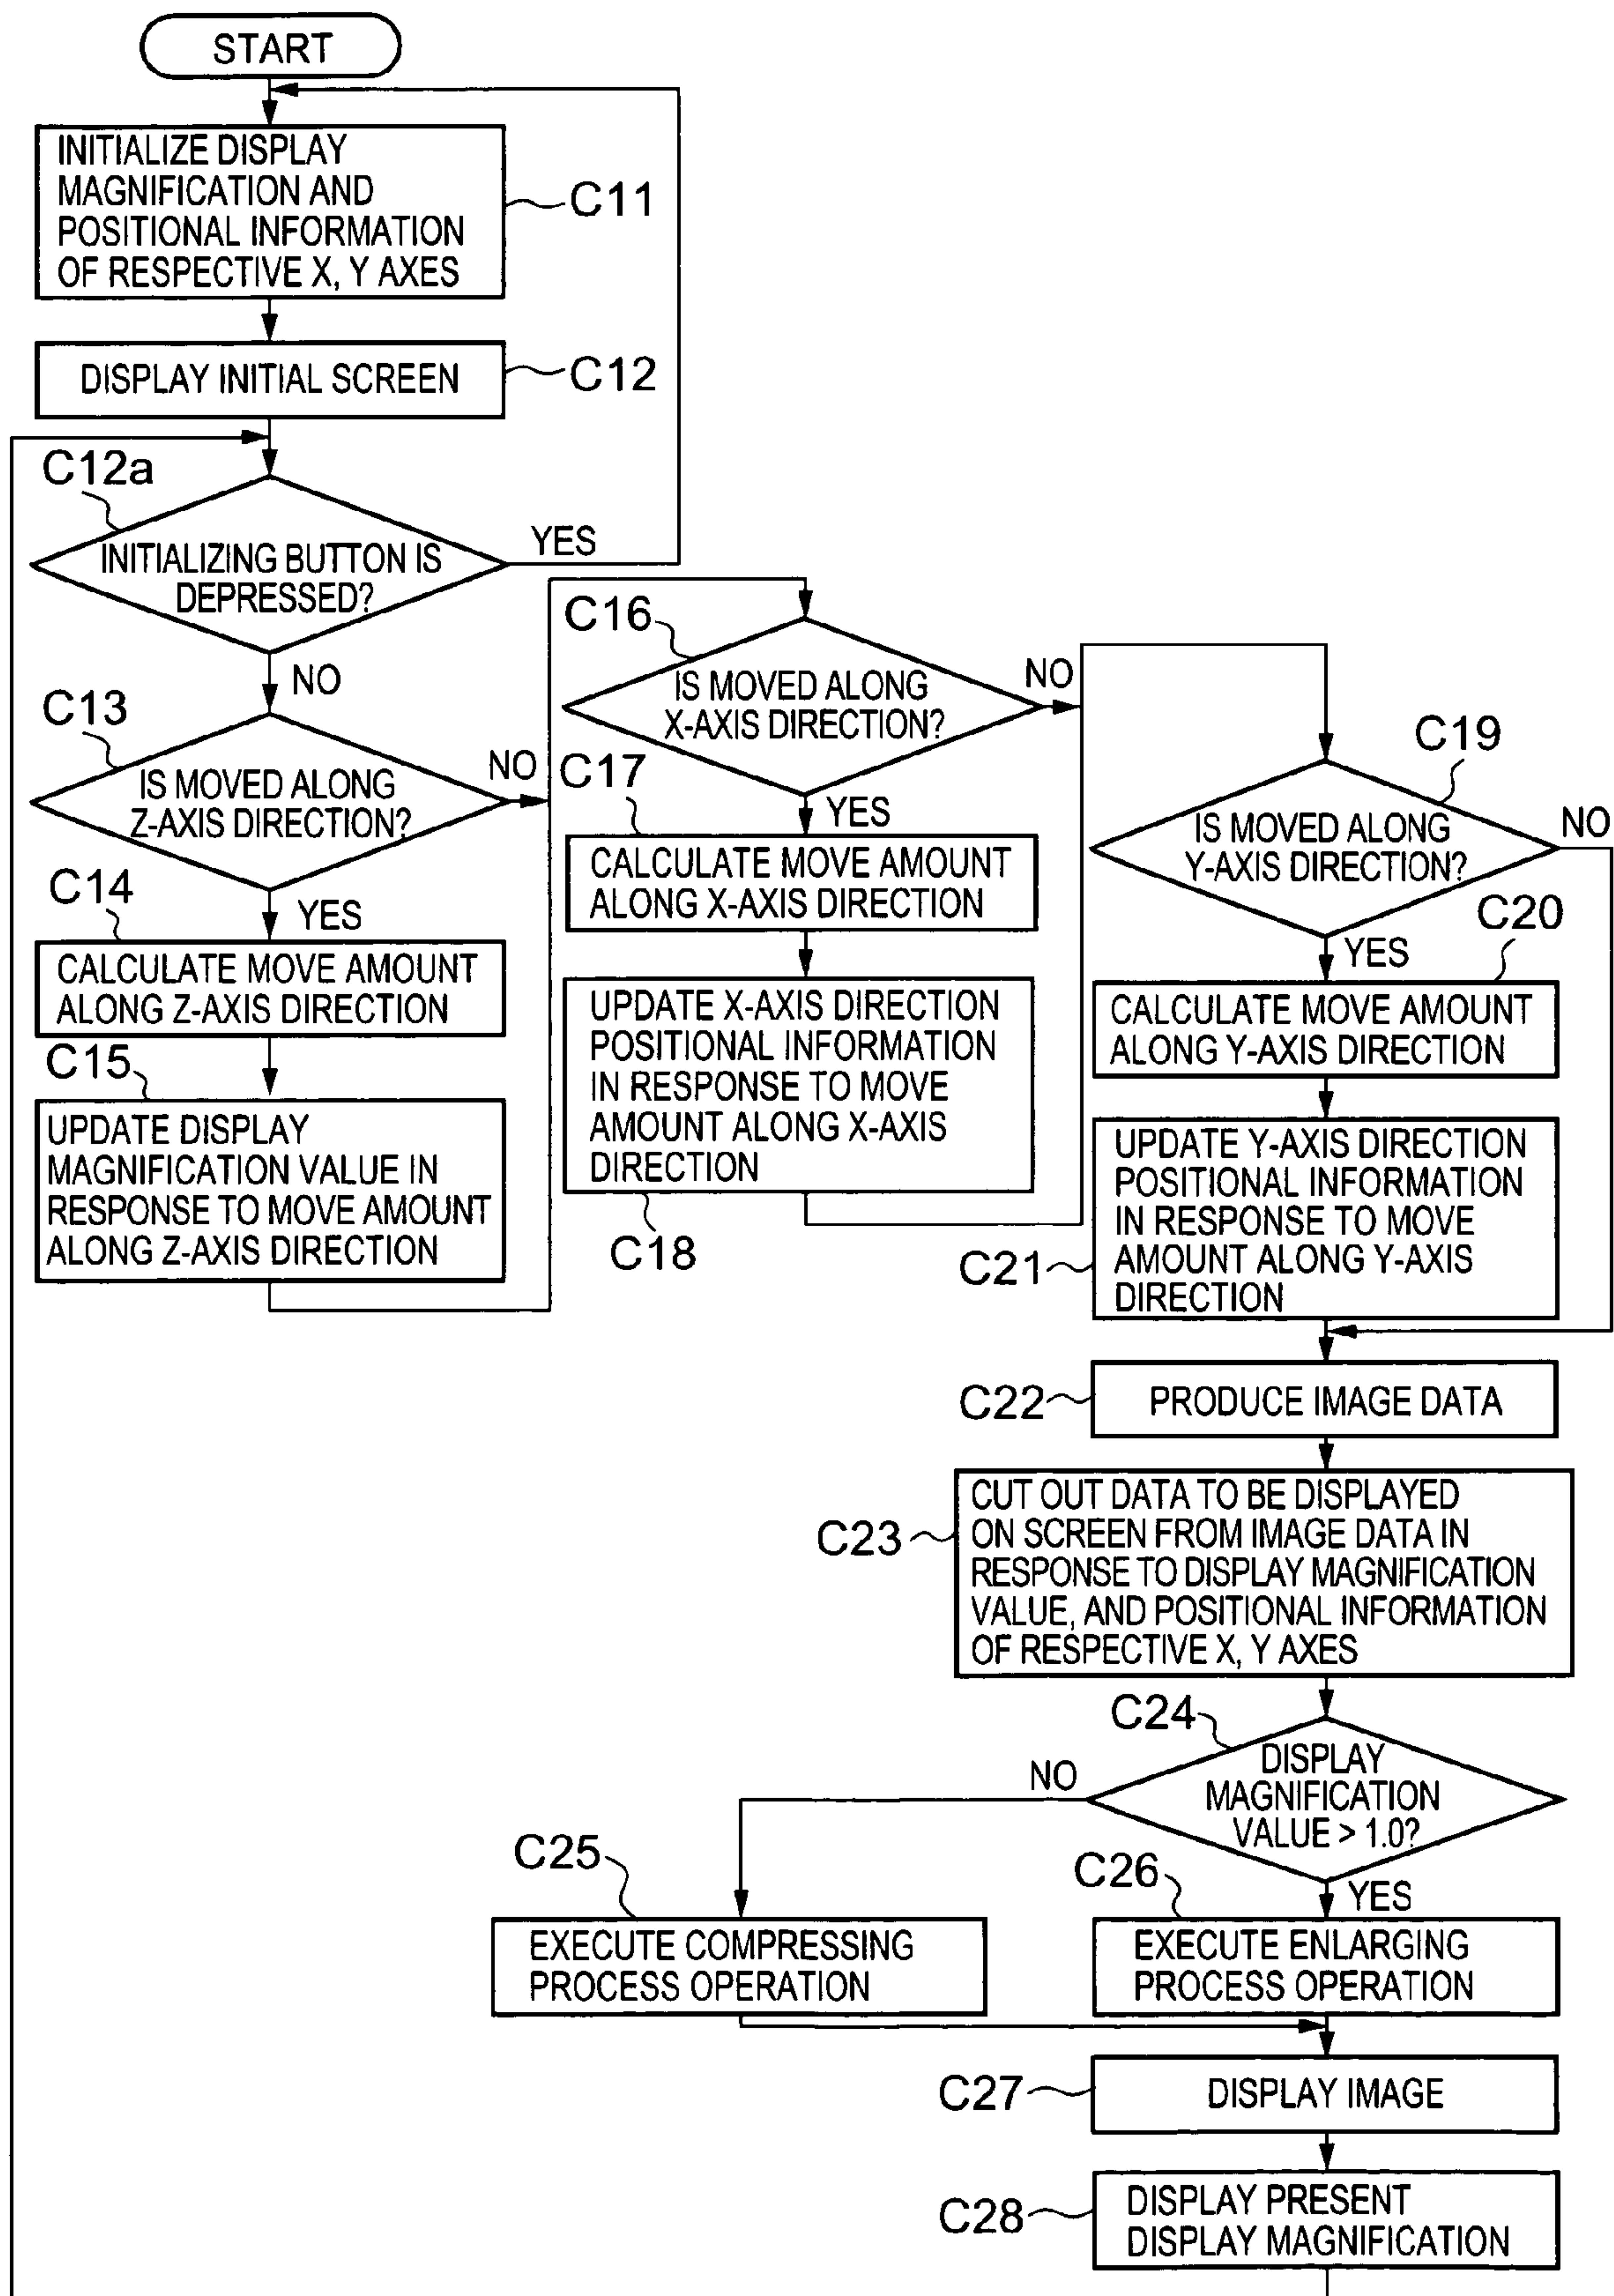 START
INITIALIZE DISPLAY
MAGNIFICATION AND
POSITIONAL INFORMATION
OF RESPECTIVE X, Y AXES
C11
DISPLAY INITIAL SCREEN
C12
C12a
INITIALIZING BUTTON IS
DEPRESSED?
YES
NO
C13
IS MOVED ALONG
Z-AXIS DIRECTION?
NO
YES
C14
CALCULATE MOVE AMOUNT
ALONG Z-AXIS DIRECTION
C15
UPDATE DISPLAY
MAGNIFICATION VALUE IN
RESPONSE TO MOVE AMOUNT
ALONG Z-AXIS DIRECTION
C16
IS MOVED ALONG
X-AXIS DIRECTION?
NO
YES
C17
CALCULATE MOVE AMOUNT
ALONG X-AXIS DIRECTION
UPDATE X-AXIS DIRECTION
POSITIONAL INFORMATION
IN RESPONSE TO MOVE
AMOUNT ALONG X-AXIS
DIRECTION
C18
C19
IS MOVED ALONG
Y-AXIS DIRECTION?
NO
YES
C20
CALCULATE MOVE AMOUNT
ALONG Y-AXIS DIRECTION
UPDATE Y-AXIS DIRECTION
POSITIONAL INFORMATION
IN RESPONSE TO MOVE
AMOUNT ALONG Y-AXIS
DIRECTION
C21
C22
PRODUCE IMAGE DATA
C23
CUT OUT DATA TO BE DISPLAYED
ON SCREEN FROM IMAGE DATA IN
RESPONSE TO DISPLAY MAGNIFICATION
VALUE, AND POSITIONAL INFORMATION
OF RESPECTIVE X, Y AXES
C24
DISPLAY
MAGNIFICATION
VALUE > 1.0?
NO
YES
C25
EXECUTE COMPRESSING
PROCESS OPERATION
C26
EXECUTE ENLARGING
PROCESS OPERATION
C27
DISPLAY IMAGE
C28
DISPLAY PRESENT
DISPLAY MAGNIFICATION